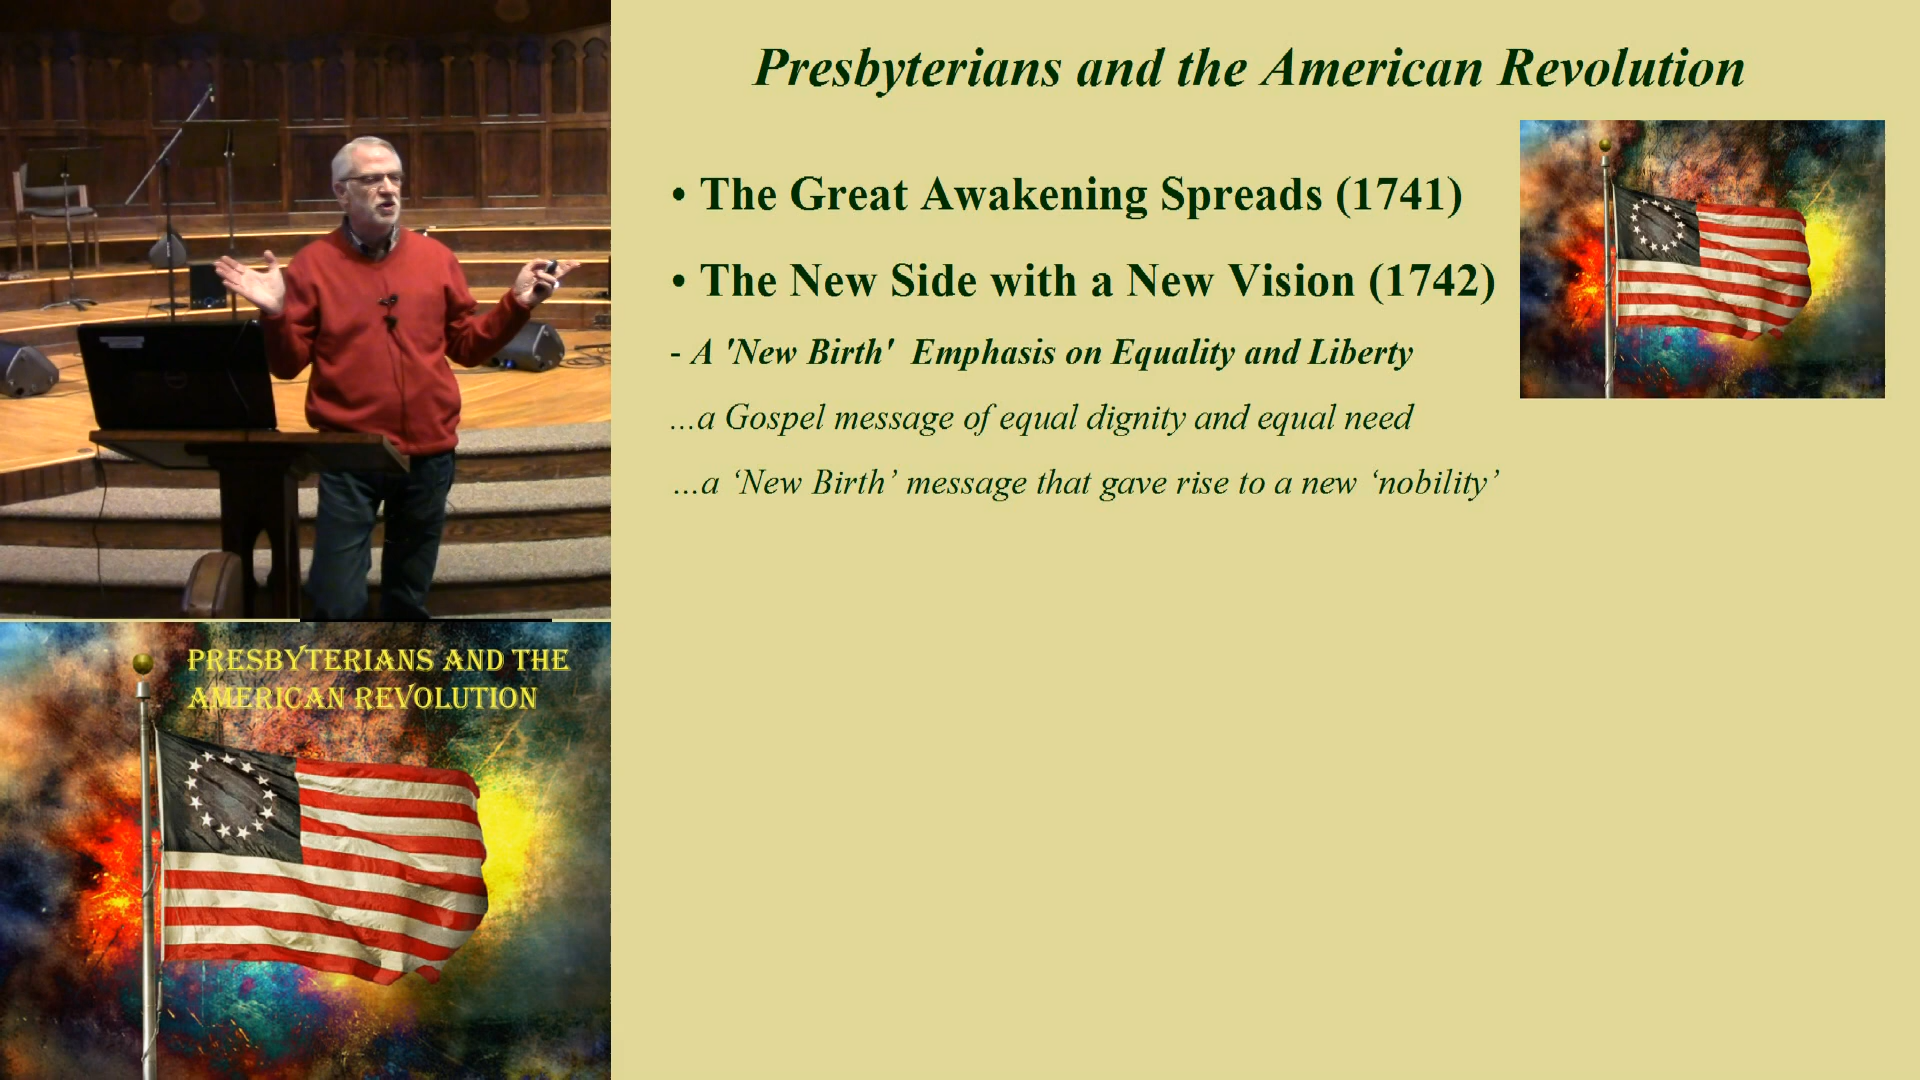 Presbyterians and the American Revolution
• The Great Awakening Spreads (1741)
• The New Side with a New Vision (1742)
- A 'New Birth'  Emphasis on Equality and Liberty
...a Gospel message of equal dignity and equal need
...a ‘New Birth’ message that gave rise to a new ‘nobility’
PRESBYTERIANS AND THE
AMERICAN REVOLUTION